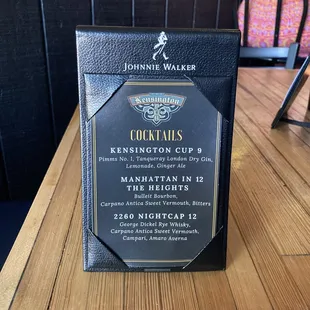 JOHNNIE WALKER
Kensington
COCKTAILS
KENSINGTON CUP 9
Pimms No. 1, Tanqueray London Dry Gin,
Lemonade, Ginger Ale
MANHATTAN IN 12
THE HEIGHTS
Bulleit Bourbon,
Carpano Antica Sweet Vermouth, Bitters
2260 NIGHTCAP 12
George Dickel Rye Whisky,
Carpano Antica Sweet Vermouth,
Campari, Amaro Averna